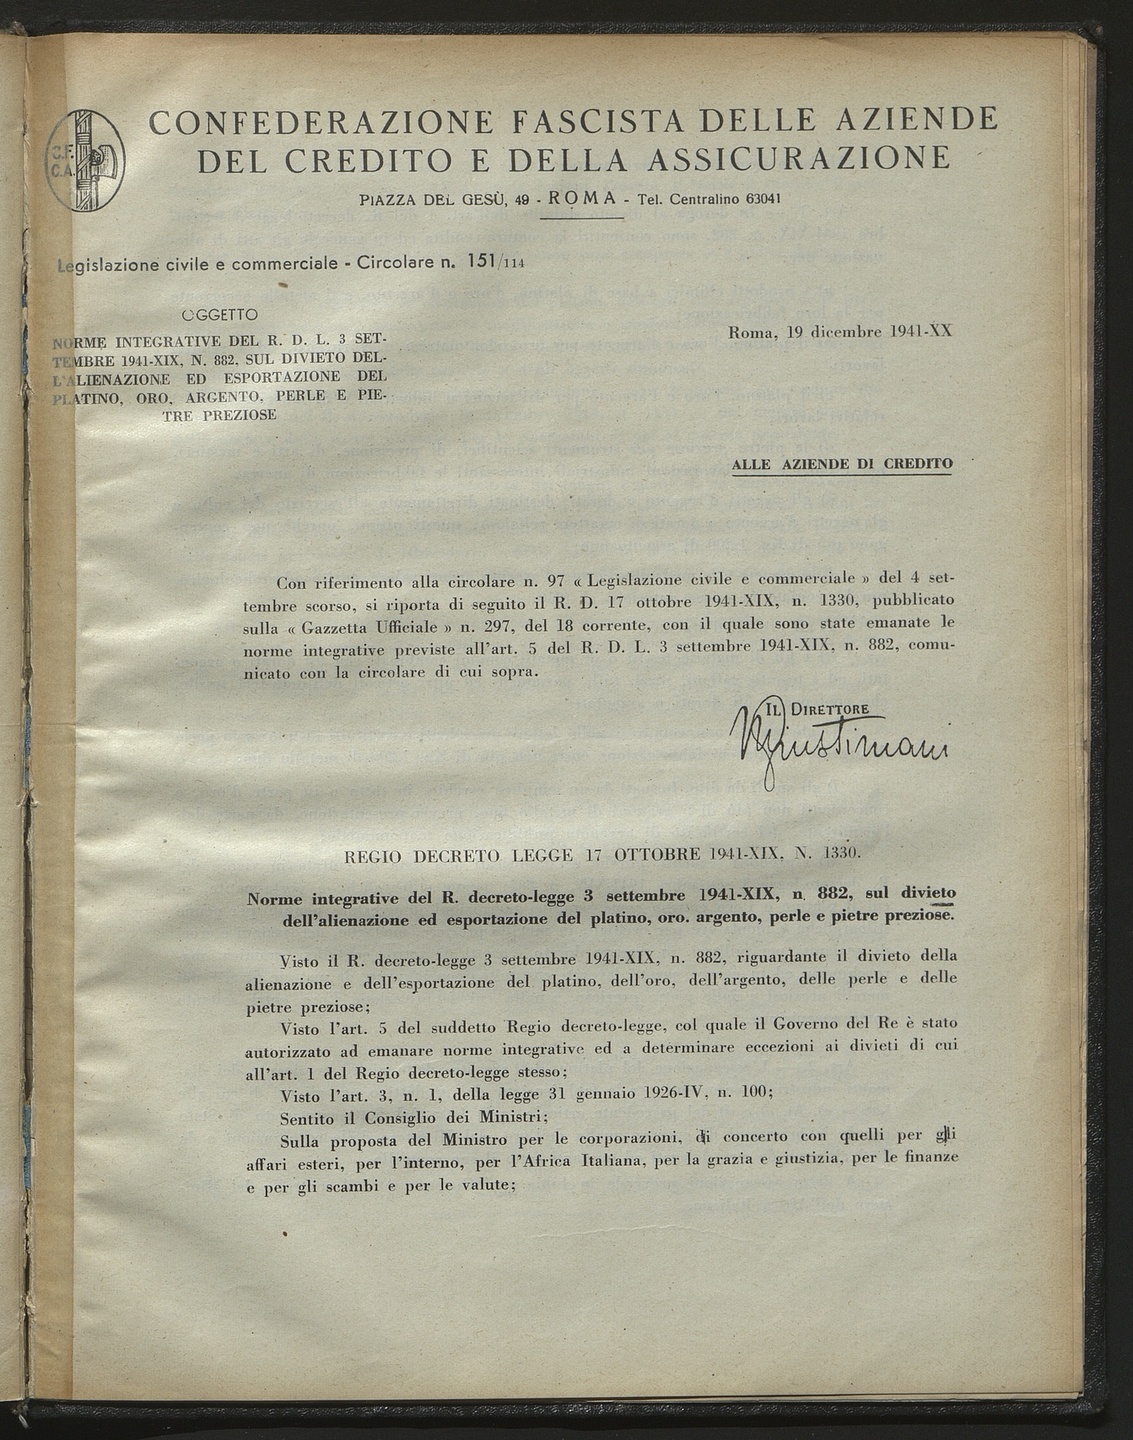 C.F.
C.A.
CONFEDERAZIONE FASCISTA DELLE AZIENDE
DEL CREDITO E DELLA ASSICURAZIONE
PIAZZA DEL GESÙ, 49 - ROMA - Tel. Centralino 63041
Legislazione civile e commerciale - Circolare n. 151/114
OGGETTO
NORME INTEGRATIVE DEL R. D. L. 3 SET-
TEMBRE 1941-XIX, N. 882, SUL DIVIETO DEL-
L'ALIENAZIONE ED ESPORTAZIONE DEL
PLATINO, ORO, ARGENTO, PERLE E PIE-
TRE PREZIOSE
Roma, 19 dicembre 1941-XX
ALLE AZIENDE DI CREDITO
Con riferimento alla circolare n. 97 « Legislazione civile e commerciale » del 4 set-
tembre scorso, si riporta di seguito il R. D. 17 ottobre 1941-XIX, n. 1330, pubblicato
sulla « Gazzetta Ufficiale » n. 297, del 18 corrente, con il quale sono state emanate le
norme integrative previste all'art. 5 del R. D. L. 3 settembre 1941-XIX, n. 882, comu-
nicato con la circolare di cui sopra.
IL DIRETTORE
Giustiniani
REGIO DECRETO LEGGE 17 OTTOBRE 1941-XIX, N. 1330.
Norme integrative del R. decreto-legge 3 settembre 1941-XIX, n. 882, sul divieto
dell'alienazione ed esportazione del platino, oro. argento, perle e pietre preziose.
Visto il R. decreto-legge 3 settembre 1941-XIX, n. 882, riguardante il divieto della
alienazione e dell'esportazione del platino, dell'oro, dell'argento, delle perle e delle
pietre preziose;
Visto l'art. 5 del suddetto Regio decreto-legge, col quale il Governo del Re è stato
autorizzato ad emanare norme integrative ed a determinare eccezioni ai divieti di cui
all'art. 1 del Regio decreto-legge stesso;
Visto l'art. 3, n. 1, della legge 31 gennaio 1926-IV, n. 100;
Sentito il Consiglio dei Ministri;
Sulla proposta del Ministro per le corporazioni, di concerto con quelli per gli
affari esteri, per l'interno, per l'Africa Italiana, per la grazia e giustizia, per le finanze
e per gli scambi e per le valute;